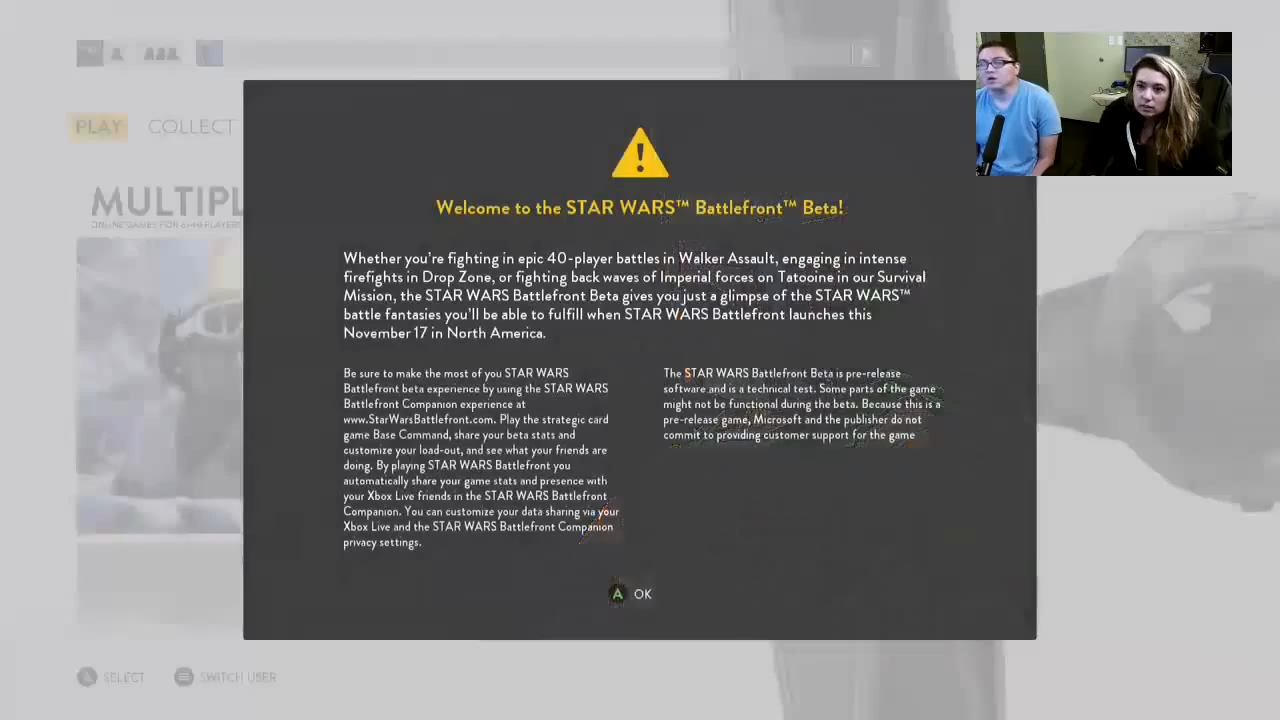 PLAY COLLECT
MULTIPL
ONLINE GAMES FOR 6-40 PLAYERS
Welcome to the STAR WARS™ Battlefront™ Beta!
Whether you're fighting in epic 40-player battles in Walker Assault, engaging in intense
firefights in Drop Zone, or fighting back waves of Imperial forces on Tatooine in our Survival
Mission, the STAR WARS Battlefront Beta gives you just a glimpse of the STAR WARS™
battle fantasies you'll be able to fulfill when STAR WARS Battlefront launches this
November 17 in North America.
Be sure to make the most of you STAR WARS
Battlefront beta experience by using the STAR WARS
Battlefront Companion experience at
www.StarWarsBattlefront.com. Play the strategic card
game Base Command, share your beta stats and
customize your load-out, and see what your friends are
doing. By playing STAR WARS Battlefront you
automatically share your game stats and presence with
your Xbox Live friends in the STAR WARS Battlefront
Companion. You can customize your data sharing via your
Xbox Live and the STAR WARS Battlefront Companion
privacy settings.
The STAR WARS Battlefront Beta is pre-release
software and is a technical test. Some parts of the game
might not be functional during the beta. Because this is a
pre-release game, Microsoft and the publisher do not
commit to providing customer support for the game
A OK
A SELECT SWITCH USER